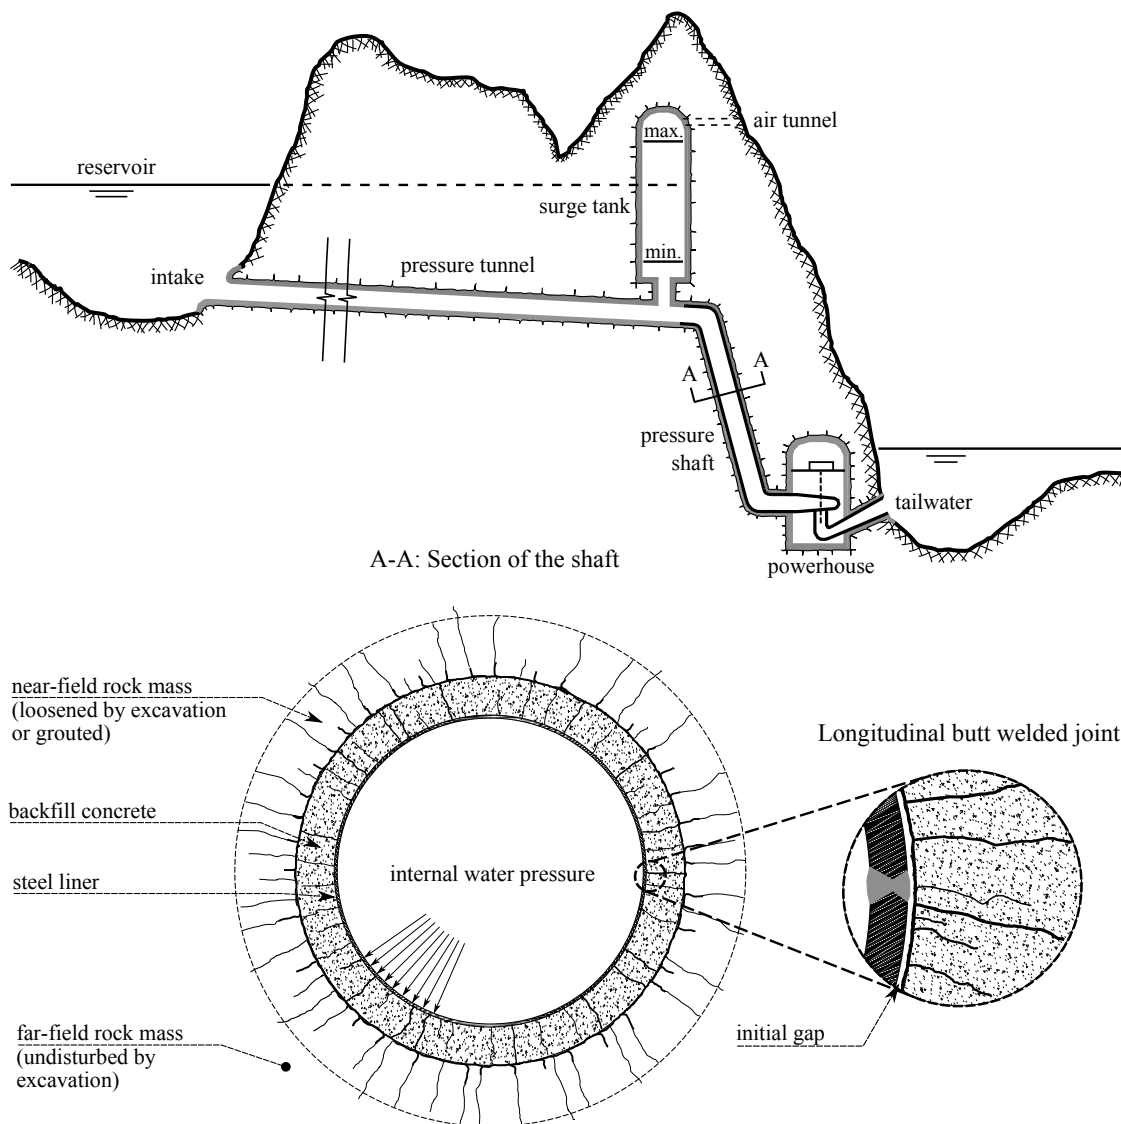 air tunnel
max.
reservoir
surge tank
min.
pressure tunnel
intake
A
A
pressure
shaft
tailwater
powerhouse
A-A: Section of the shaft
near-field rock mass
(loosened by excavation
or grouted)
Longitudinal butt welded joint
backfill concrete
internal water pressure
steel liner
far-field rock mass
(undisturbed by
excavation)
initial gap